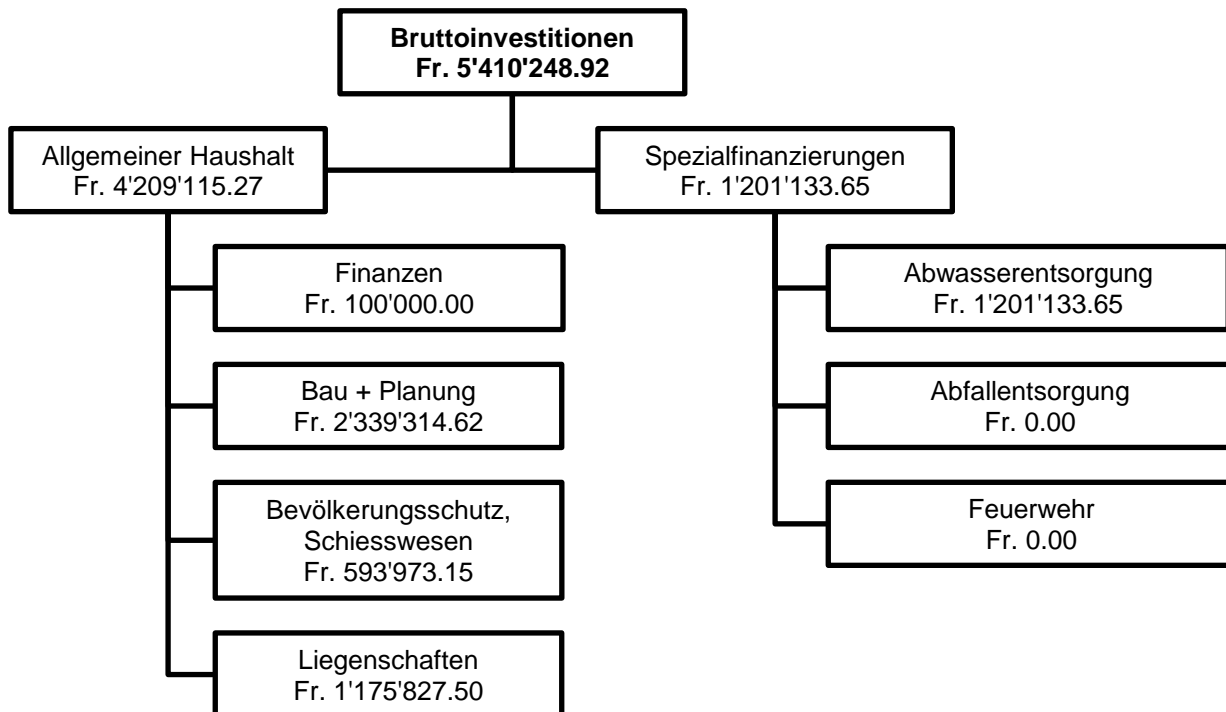 Bruttoinvestitionen
Fr. 5'410'248.92
Allgemeiner Haushalt
Fr. 4'209'115.27
Spezialfinanzierungen
Fr. 1'201'133.65
Finanzen
Fr. 100'000.00
Bau + Planung
Fr. 2'339'314.62
Bevölkerungsschutz,
Schiesswesen
Fr. 593'973.15
Liegenschaften
Fr. 1'175'827.50
Abwasserentsorgung
Fr. 1'201'133.65
Abfallentsorgung
Fr. 0.00
Feuerwehr
Fr. 0.00